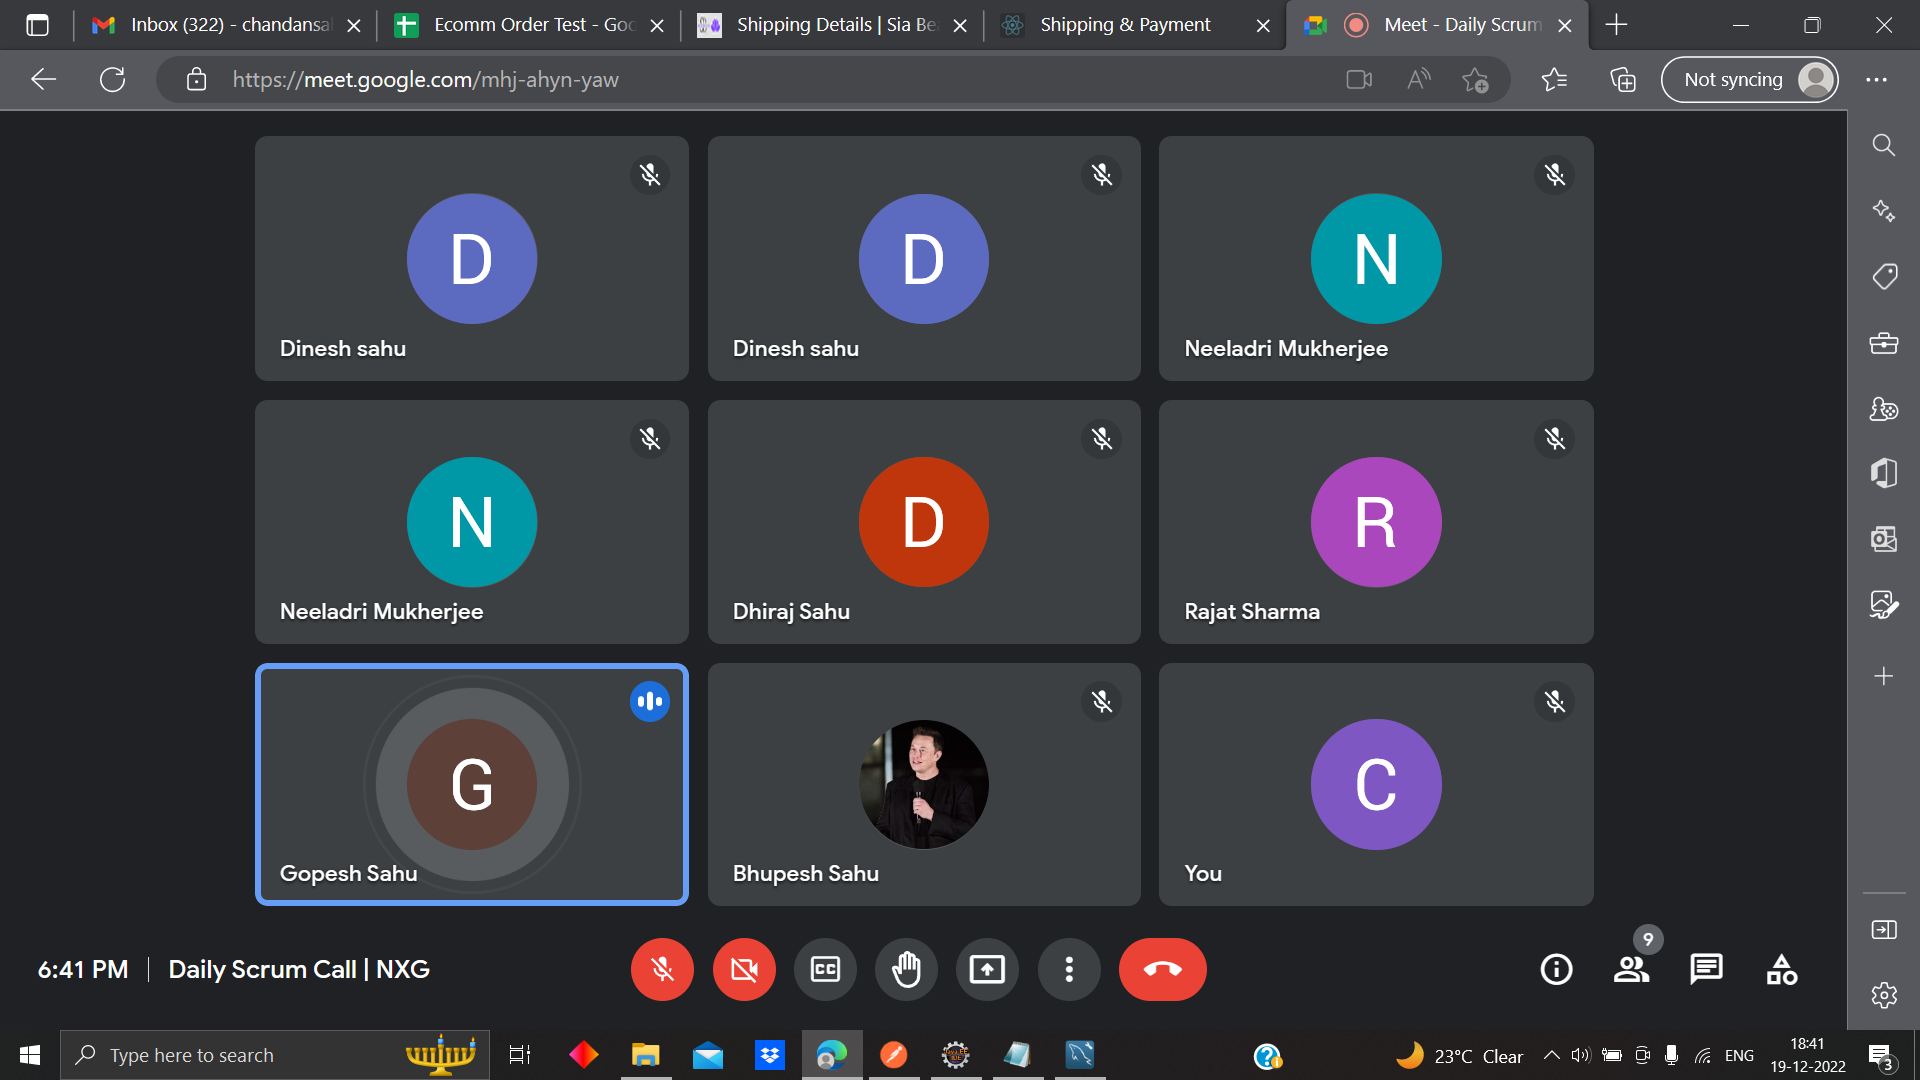 Inbox (322) - chandansal
Ecomm Order Test - Goo
Shipping Details | Sia Be
Shipping & Payment
Meet - Daily Scrum
https://meet.google.com/mhj-ahyn-yaw
Not syncing
D
D
N
Dinesh sahu
Dinesh sahu
Neeladri Mukherjee
N
D
R
Neeladri Mukherjee
Dhiraj Sahu
Rajat Sharma
G
C
Gopesh Sahu
Bhupesh Sahu
You
6:41 PM
Daily Scrum Call | NXG
CC
9
Type here to search
23°C Clear
ENG
18:41
19-12-2022
3